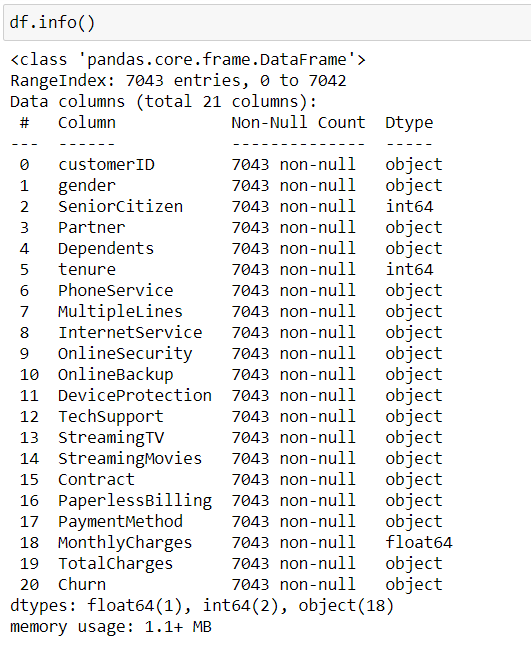 df.info()
<class 'pandas.core.frame.DataFrame'>
RangeIndex: 7043 entries, 0 to 7042
Data columns (total 21 columns):
 #   Column            Non-Null Count  Dtype
---  ------            --------------  -----
 0   customerID        7043 non-null   object
 1   gender            7043 non-null   object
 2   SeniorCitizen     7043 non-null   int64
 3   Partner           7043 non-null   object
 4   Dependents        7043 non-null   object
 5   tenure            7043 non-null   int64
 6   PhoneService      7043 non-null   object
 7   MultipleLines     7043 non-null   object
 8   InternetService   7043 non-null   object
 9   OnlineSecurity    7043 non-null   object
 10  OnlineBackup      7043 non-null   object
 11  DeviceProtection  7043 non-null   object
 12  TechSupport       7043 non-null   object
 13  StreamingTV       7043 non-null   object
 14  StreamingMovies   7043 non-null   object
 15  Contract          7043 non-null   object
 16  PaperlessBilling  7043 non-null   object
 17  PaymentMethod     7043 non-null   object
 18  MonthlyCharges    7043 non-null   float64
 19  TotalCharges      7043 non-null   object
 20  Churn             7043 non-null   object
dtypes: float64(1), int64(2), object(18)
memory usage: 1.1+ MB